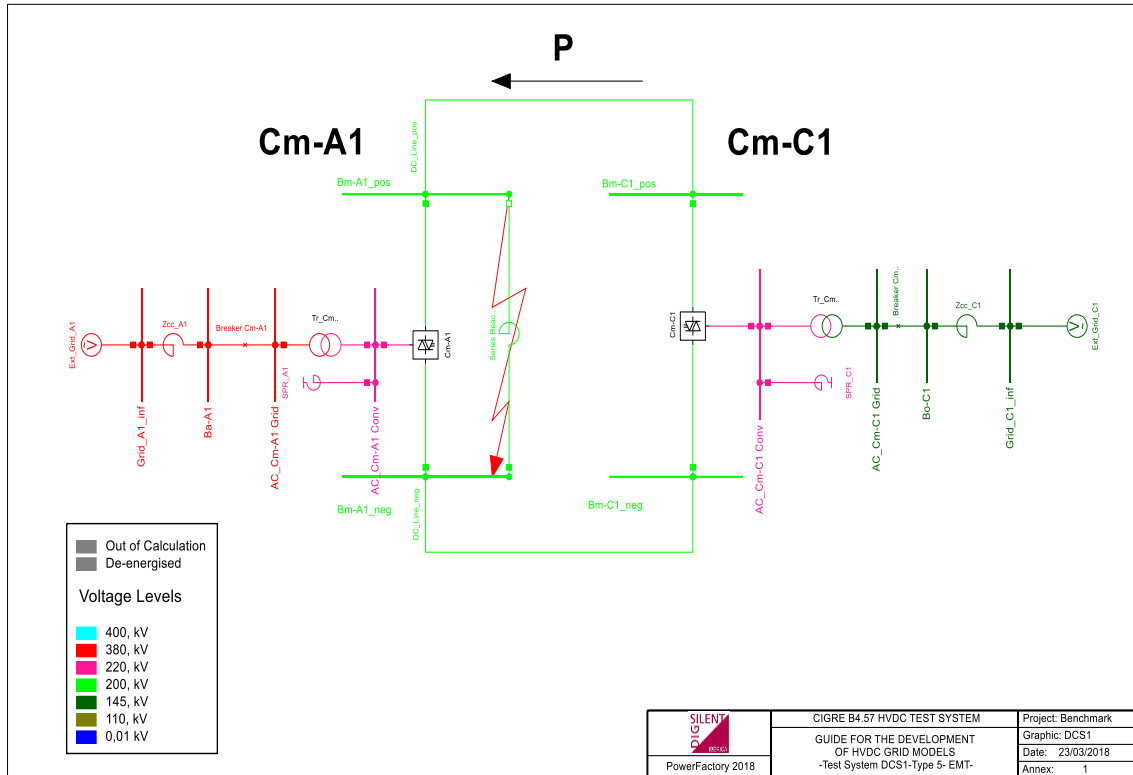 P
Cm-A1
Cm-C1
DC_Line_pos
Bm-A1_pos
Bm-C1_pos
Ext_Grid_A1
Zcc_A1
Breaker Cm-A1
Tr_Cm..
SPR_A1
Cm-A1
Series Reac..
Cm-C1
Tr_Cm..
SPR_C1
Breaker Cm..
Zcc_C1
Ext_Grid_C1
Grid_A1_inf
Ba-A1
AC_Cm-A1 Grid
AC_Cm-A1 Conv
AC_Cm-C1 Conv
AC_Cm-C1 Grid
Bo-C1
Grid_C1_inf
Bm-A1_neg
DC_Line_neg
Bm-C1_neg
Out of Calculation
De-energised
Voltage Levels
400, kV
380, kV
220, kV
200, kV
145, kV
110, kV
0,01 kV
DIgSILENT
IBERICA
PowerFactory 2018
CIGRE B4.57 HVDC TEST SYSTEM
GUIDE FOR THE DEVELOPMENT
OF HVDC GRID MODELS
-Test System DCS1-Type 5- EMT-
Project: Benchmark
Graphic: DCS1
Date: 23/03/2018
Annex: 1